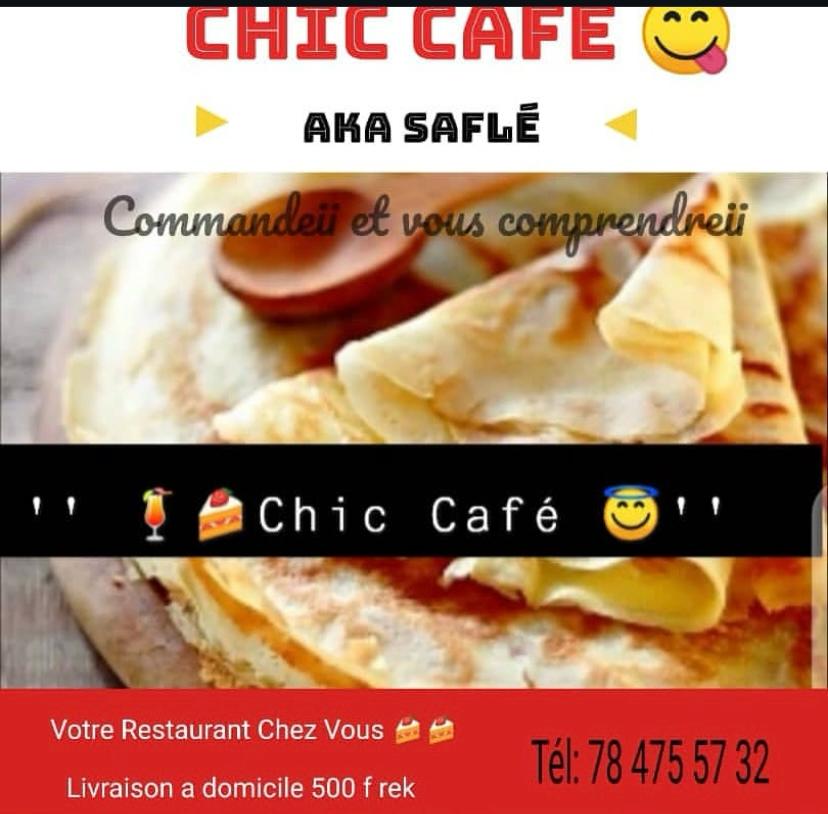 CHIC CAFE 😋
AKA SAFLÉ
Commandeii et vous comprendreii
'' 🍹🍰Chic Café 😇''
Votre Restaurant Chez Vous 🍰🍰
Livraison a domicile 500 f rek
Tél: 78 475 57 32